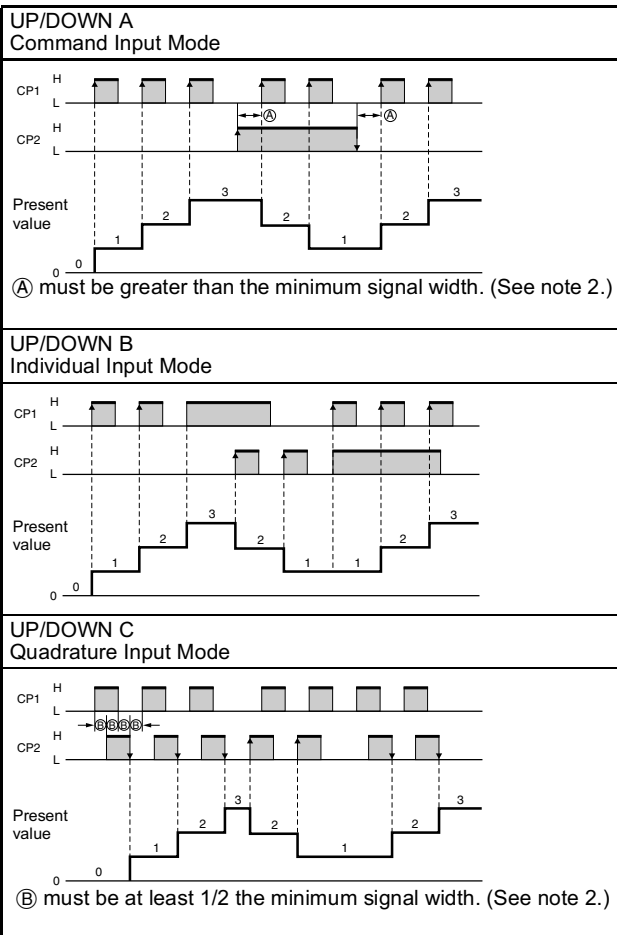 UP/DOWN A
Command Input Mode
CP1 H
L
Ⓐ Ⓐ
CP2 H
L
Present
value
0 1 2 3 2 1 2 3
0
Ⓐ must be greater than the minimum signal width. (See note 2.)
UP/DOWN B
Individual Input Mode
CP1 H
L
CP2 H
L
Present
value
0 1 2 3 2 1 1 2 3
0
UP/DOWN C
Quadrature Input Mode
CP1 H
L
Ⓑ Ⓑ Ⓑ Ⓑ
CP2 H
L
Present
value
0 1 2 3 2 1 2 3
0
Ⓑ must be at least 1/2 the minimum signal width. (See note 2.)